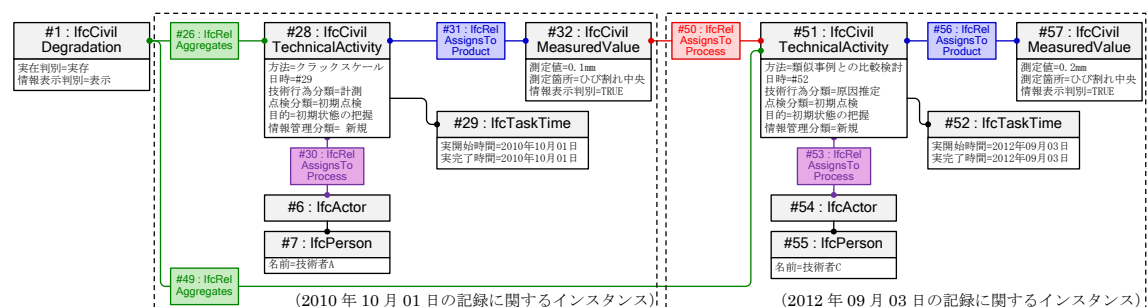 #1 : IfcCivil
Degradation
実在判別=実存
情報表示判別=表示
#26 : IfcRel
Aggregates
#28 : IfcCivil
TechnicalActivity
方法=クラックスケール
日時=#29
技術行為分類=計測
点検分類=初期点検
目的=初期状態の把握
情報管理分類= 新規
#31 : IfcRel
AssignsTo
Product
#32 : IfcCivil
MeasuredValue
測定値=0.1mm
測定箇所=ひび割れ中央
情報表示判別=TRUE
#29 : IfcTaskTime
実開始時間=2010年10月01日
実完了時間=2010年10月01日
#30 : IfcRel
AssignsTo
Process
#6 : IfcActor
#7 : IfcPerson
名前=技術者A
#49 : IfcRel
Aggregates
(2010 年 10 月 01 日の記録に関するインスタンス)
#50 : IfcRel
AssignsTo
Process
#51 : IfcCivil
TechnicalActivity
方法=類似事例との比較検討
日時=#52
技術行為分類=原因推定
点検分類=初期点検
目的=初期状態の把握
情報管理分類=新規
#56 : IfcRel
AssignsTo
Product
#57 : IfcCivil
MeasuredValue
測定値=0.2mm
測定箇所=ひび割れ中央
情報表示判別=TRUE
#52 : IfcTaskTime
実開始時間=2012年09月03日
実完了時間=2012年09月03日
#53 : IfcRel
AssignsTo
Process
#54 : IfcActor
#55 : IfcPerson
名前=技術者C
(2012 年 09 月 03 日の記録に関するインスタンス)